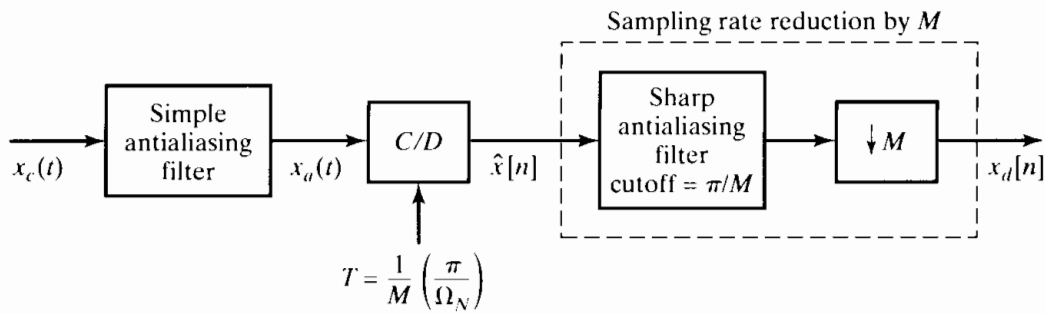 Sampling rate reduction by M
Simple
antialiasing
filter
C/D
Sharp
antialiasing
filter
cutoff = π/M
↓ M
x_c(t)
x_a(t)
x̂[n]
x_d[n]
T = 1/M (π/Ω_N)